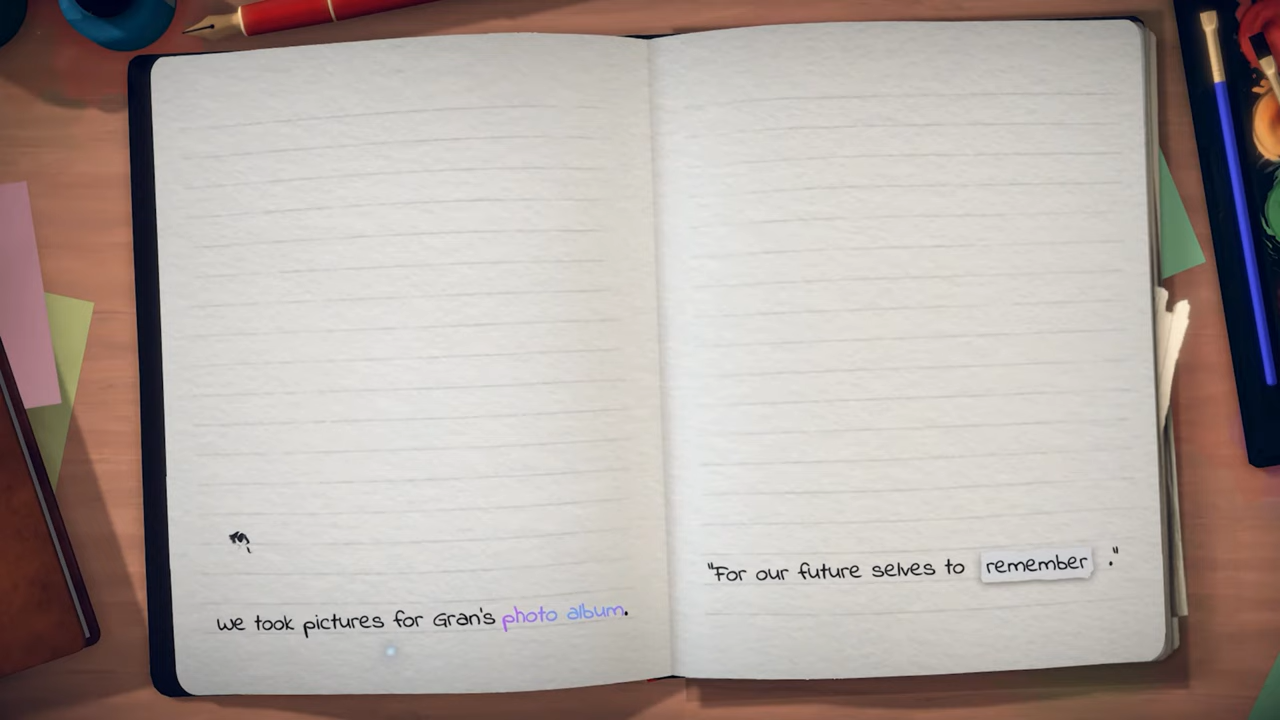 we took pictures for Gran's photo album.
"For our future selves to remember ."